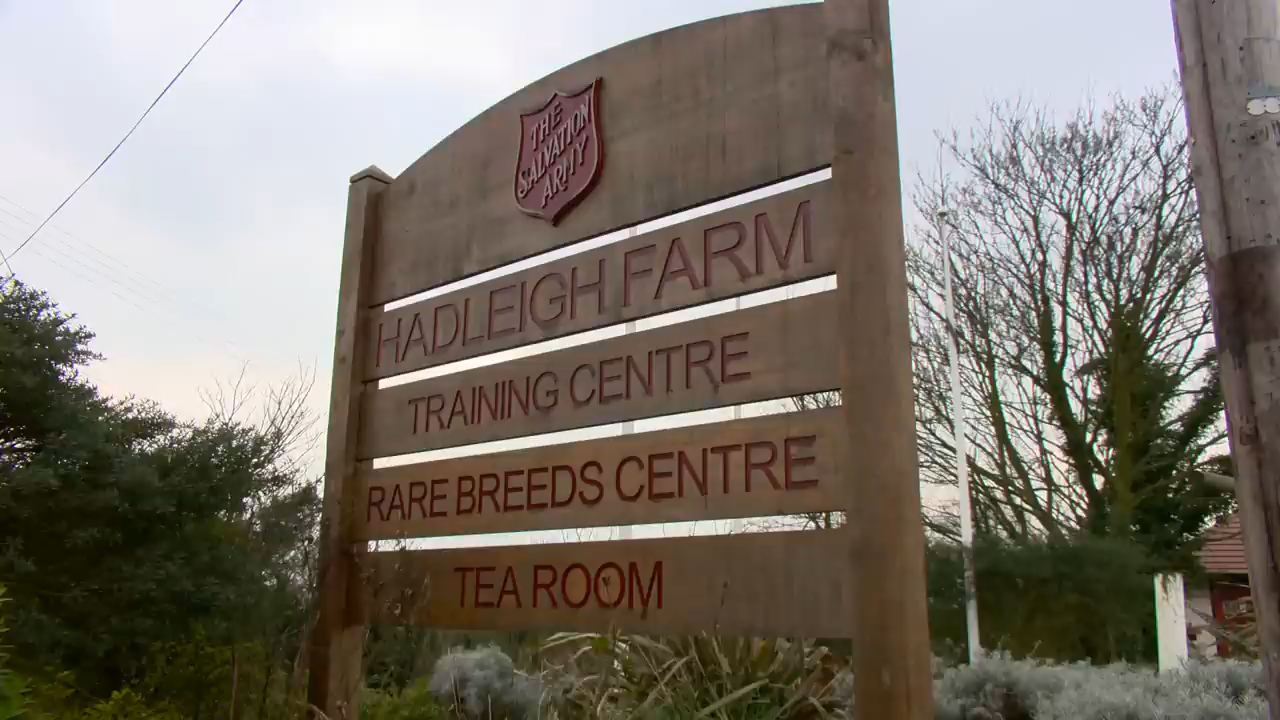 THE
SALVATION
ARMY
HADLEIGH FARM
TRAINING CENTRE
RARE BREEDS CENTRE
TEA ROOM